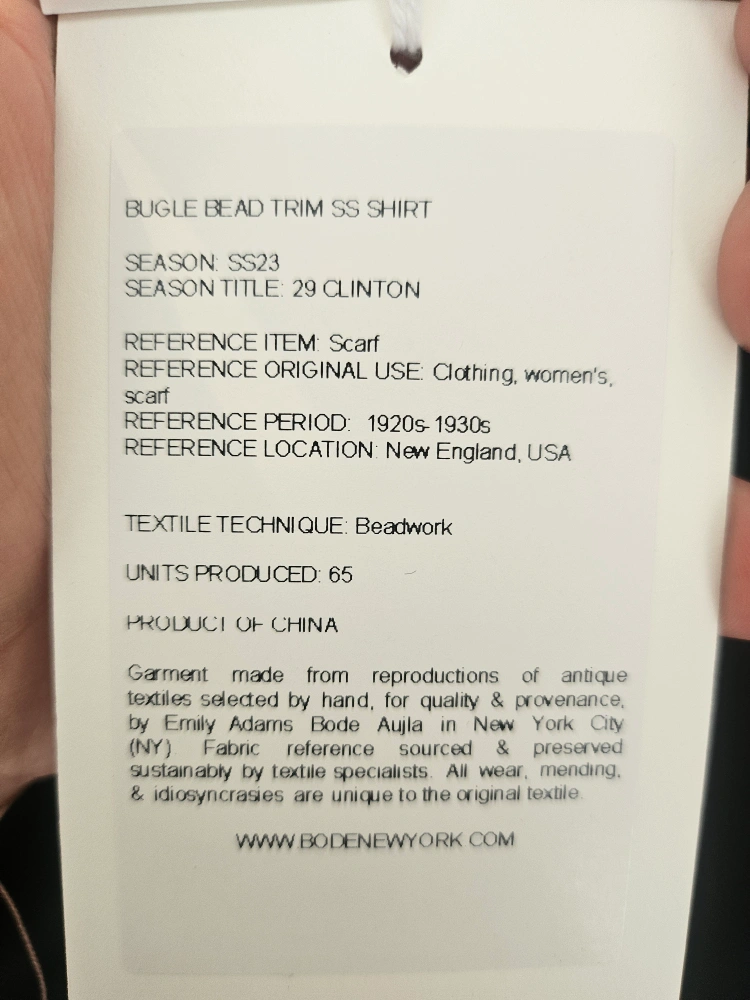 BUGLE BEAD TRIM SS SHIRT
SEASON: SS23
SEASON TITLE: 29 CLINTON
REFERENCE ITEM: Scarf
REFERENCE ORIGINAL USE: Clothing, women's,
scarf
REFERENCE PERIOD: 1920s-1930s
REFERENCE LOCATION: New England, USA
TEXTILE TECHNIQUE: Beadwork
UNITS PRODUCED: 65
PRODUCT OF CHINA
Garment made from reproductions of antique
textiles selected by hand, for quality & provenance,
by Emily Adams Bode Aujla in New York City
(NY) Fabric reference sourced & preserved
sustainably by textile specialists. All wear, mending,
& idiosyncrasies are unique to the original textile.
WWW.BODENEWYORK.COM